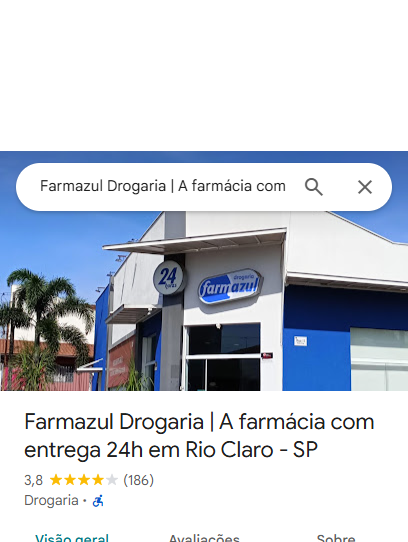 Farmazul Drogaria | A farmácia com
24
horas
Drogaria
farmazul
Farmazul Drogaria | A farmácia com
entrega 24h em Rio Claro - SP
3,8 (186)
Drogaria ·
Visão geral Avaliações Sobre